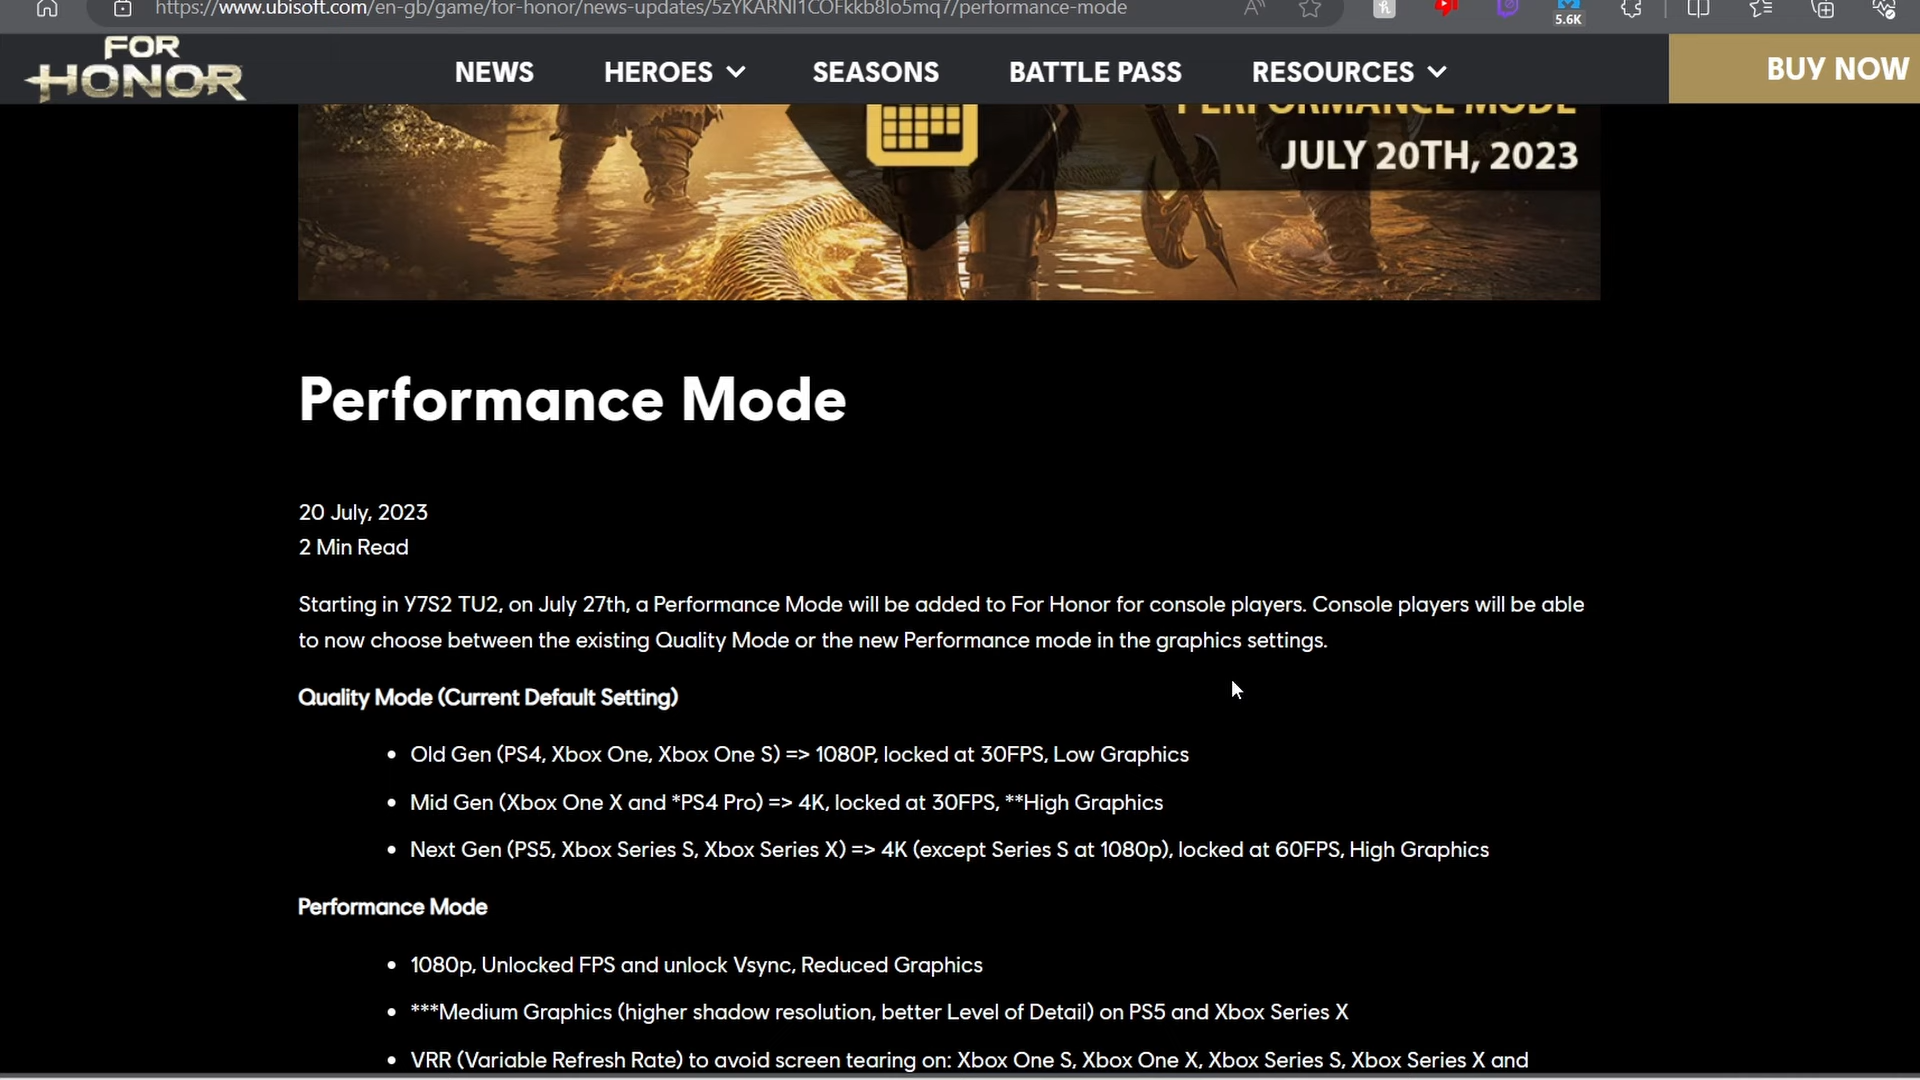 https://www.ubisoft.com/en-gb/game/for-honor/news-updates/5zYKARNI1COFkkb8Io5mq7/performance-mode
5.6K
FOR HONOR
NEWS HEROES SEASONS BATTLE PASS RESOURCES BUY NOW
PERFORMANCE MODE
JULY 20TH, 2023
Performance Mode
20 July, 2023
2 Min Read
Starting in Y7S2 TU2, on July 27th, a Performance Mode will be added to For Honor for console players. Console players will be able
to now choose between the existing Quality Mode or the new Performance mode in the graphics settings.
Quality Mode (Current Default Setting)
• Old Gen (PS4, Xbox One, Xbox One S) => 1080P, locked at 30FPS, Low Graphics
• Mid Gen (Xbox One X and *PS4 Pro) => 4K, locked at 30FPS, **High Graphics
• Next Gen (PS5, Xbox Series S, Xbox Series X) => 4K (except Series S at 1080p), locked at 60FPS, High Graphics
Performance Mode
• 1080p, Unlocked FPS and unlock Vsync, Reduced Graphics
• ***Medium Graphics (higher shadow resolution, better Level of Detail) on PS5 and Xbox Series X
• VRR (Variable Refresh Rate) to avoid screen tearing on: Xbox One S, Xbox One X, Xbox Series S, Xbox Series X and